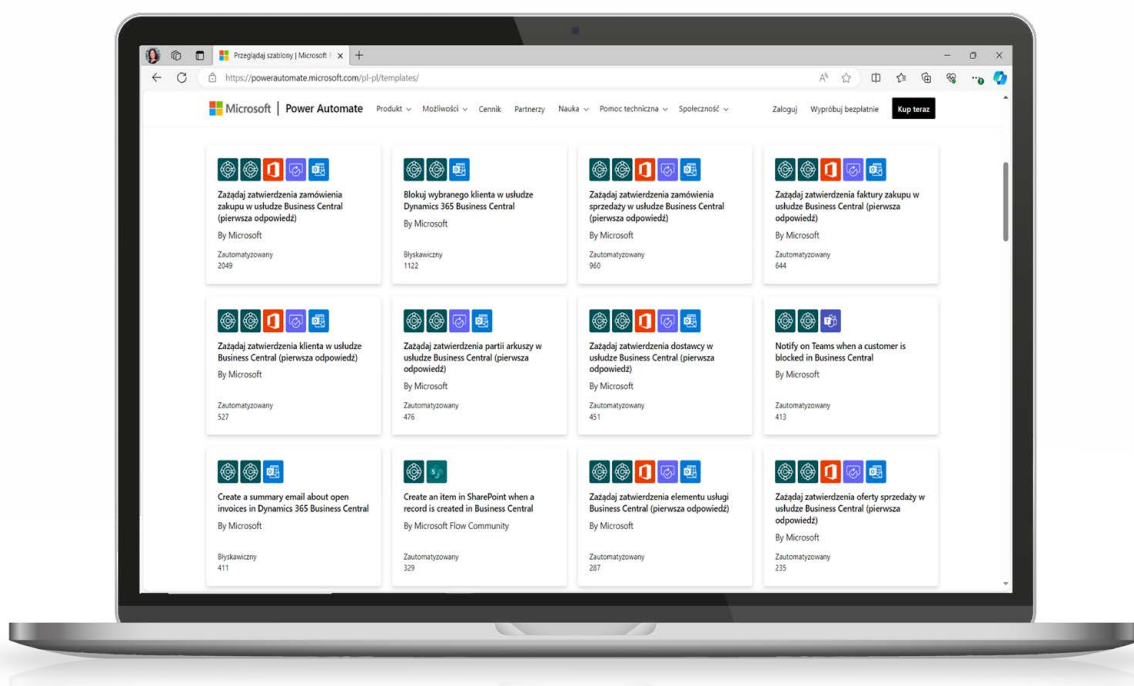 Przeglądaj szablony | Microsoft
https://powerautomate.microsoft.com/pl-pl/templates/
Microsoft | Power Automate Produkt Możliwości Cennik Partnerzy Nauka Pomoc techniczna Społeczność Zaloguj Wypróbuj bezpłatnie Kup teraz
Zażądaj zatwierdzenia zamówienia
zakupu w usłudze Business Central
(pierwsza odpowiedź)
By Microsoft
Zautomatyzowany
2049
Blokuj wybranego klienta w usłudze
Dynamics 365 Business Central
By Microsoft
Błyskawiczny
1122
Zażądaj zatwierdzenia zamówienia
sprzedaży w usłudze Business Central
(pierwsza odpowiedź)
By Microsoft
Zautomatyzowany
960
Zażądaj zatwierdzenia faktury zakupu w
usłudze Business Central (pierwsza
odpowiedź)
By Microsoft
Zautomatyzowany
644
Zażądaj zatwierdzenia klienta w usłudze
Business Central (pierwsza odpowiedź)
By Microsoft
Zautomatyzowany
527
Zażądaj zatwierdzenia partii arkuszy w
usłudze Business Central (pierwsza
odpowiedź)
By Microsoft
Zautomatyzowany
476
Zażądaj zatwierdzenia dostawcy w
usłudze Business Central (pierwsza
odpowiedź)
By Microsoft
Zautomatyzowany
451
Notify on Teams when a customer is
blocked in Business Central
By Microsoft
Zautomatyzowany
413
Create a summary email about open
invoices in Dynamics 365 Business Central
By Microsoft
Błyskawiczny
411
Create an item in SharePoint when a
record is created in Business Central
By Microsoft Flow Community
Zautomatyzowany
329
Zażądaj zatwierdzenia elementu usługi
Business Central (pierwsza odpowiedź)
By Microsoft
Zautomatyzowany
287
Zażądaj zatwierdzenia oferty sprzedaży w
usłudze Business Central (pierwsza
odpowiedź)
By Microsoft
Zautomatyzowany
235